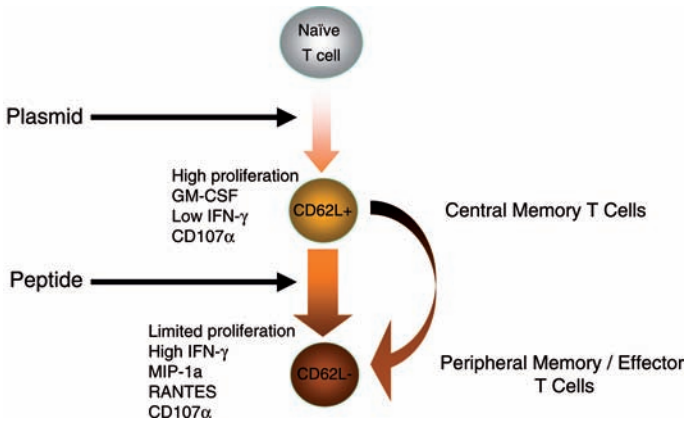 Naïve
T cell
Plasmid
High proliferation
GM-CSF
Low IFN-γ
CD107α
CD62L+
Central Memory T Cells
Peptide
Limited proliferation
High IFN-γ
MIP-1a
RANTES
CD107α
CD62L-
Peripheral Memory / Effector
T Cells